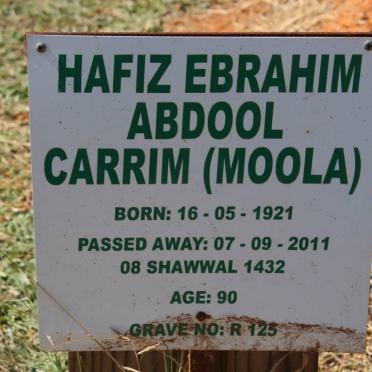 HAFIZ EBRAHIM
ABDOOL
CARRIM (MOOLA)
BORN: 16 - 05 - 1921
PASSED AWAY: 07 - 09 - 2011
08 SHAWWAL 1432
AGE: 90
GRAVE NO: R 125